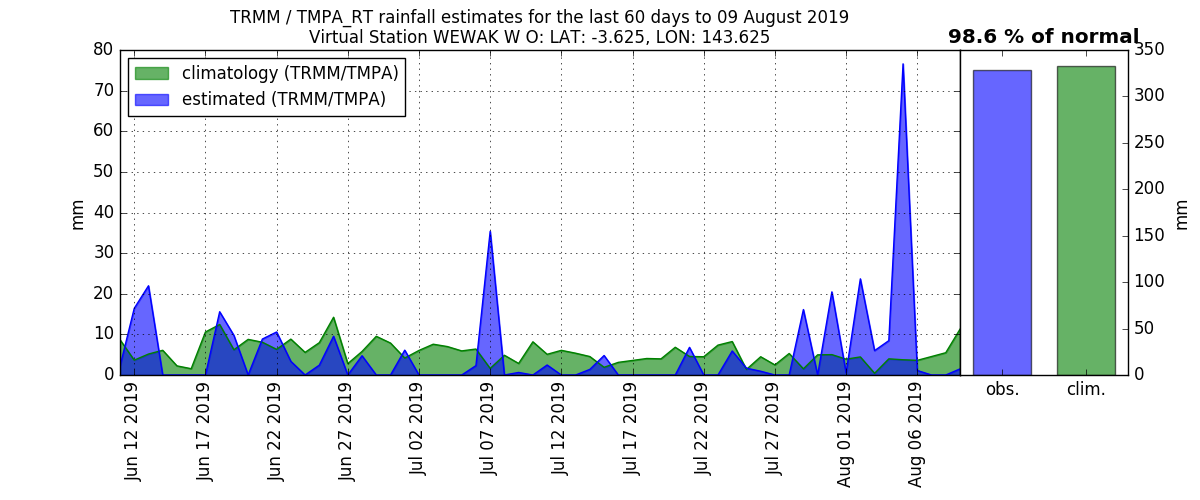 TRMM / TMPA_RT rainfall estimates for the last 60 days to 09 August 2019
Virtual Station WEWAK W O: LAT: -3.625, LON: 143.625
98.6 % of normal
climatology (TRMM/TMPA)
estimated (TRMM/TMPA)
80
70
60
50
40
30
20
10
0
mm
Jun 12 2019
Jun 17 2019
Jun 22 2019
Jun 27 2019
Jul 02 2019
Jul 07 2019
Jul 12 2019
Jul 17 2019
Jul 22 2019
Jul 27 2019
Aug 01 2019
Aug 06 2019
350
300
250
200
150
100
50
0
mm
obs.
clim.